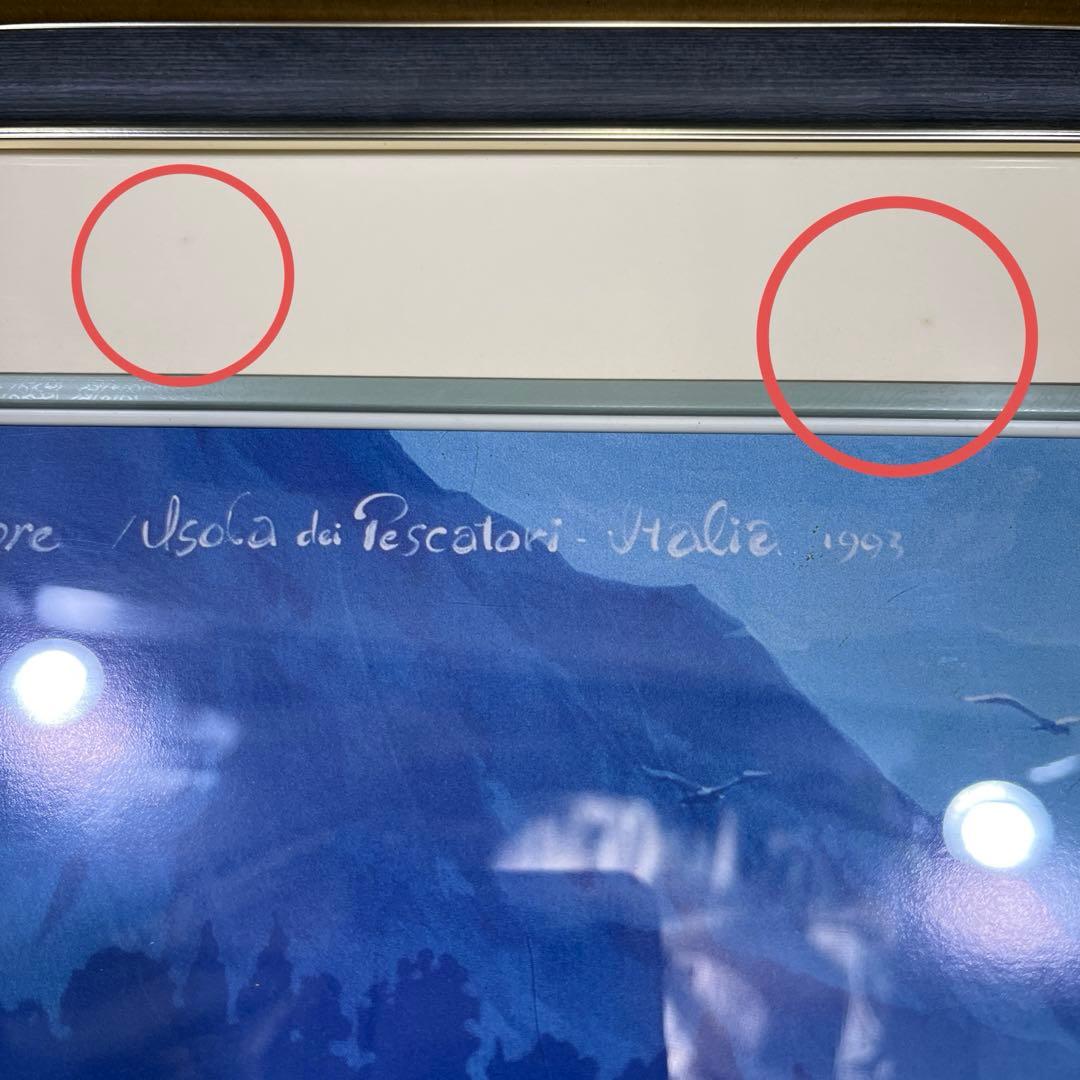 ore / Isola dei Pescatori - Italia 1993